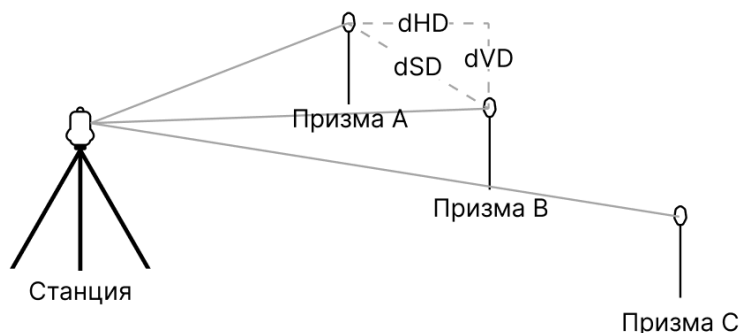 dHD
dSD
dVD
Призма A
Призма B
Станция
Призма C